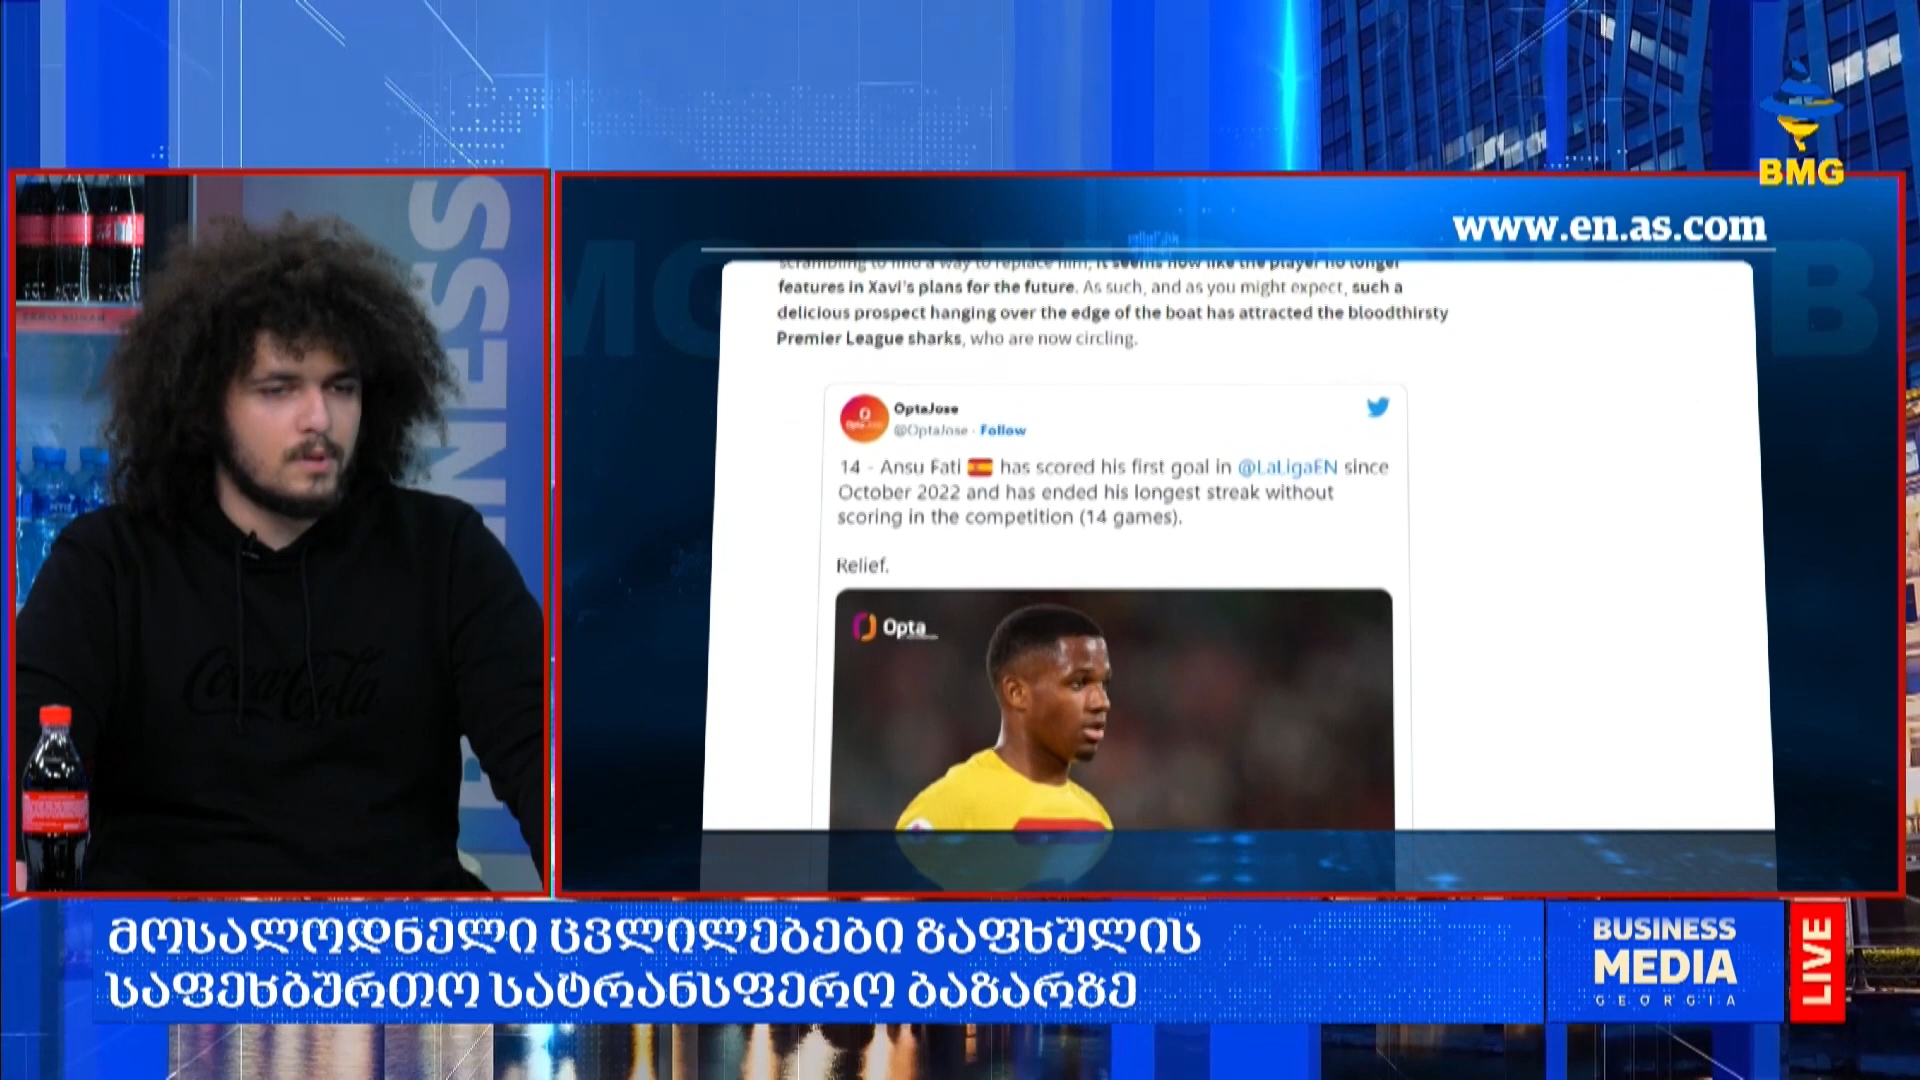 BMG
www.en.as.com
scrambling to find a way to replace him, it seems now like the player no longer
features in Xavi's plans for the future. As such, and as you might expect, such a
delicious prospect hanging over the edge of the boat has attracted the bloodthirsty
Premier League sharks, who are now circling.
OptaJose
@OptaJose · Follow
14 - Ansu Fati has scored his first goal in @LaLigaEN since
October 2022 and has ended his longest streak without
scoring in the competition (14 games).
Relief.
Opta
Coca-Cola
ZERO SUGAR
მოსალოდნელი ცვლილებები ზაფხულის
საფეხბურთო სატრანსფერო ბაზარზე
BUSINESS
MEDIA
GEORGIA
LIVE